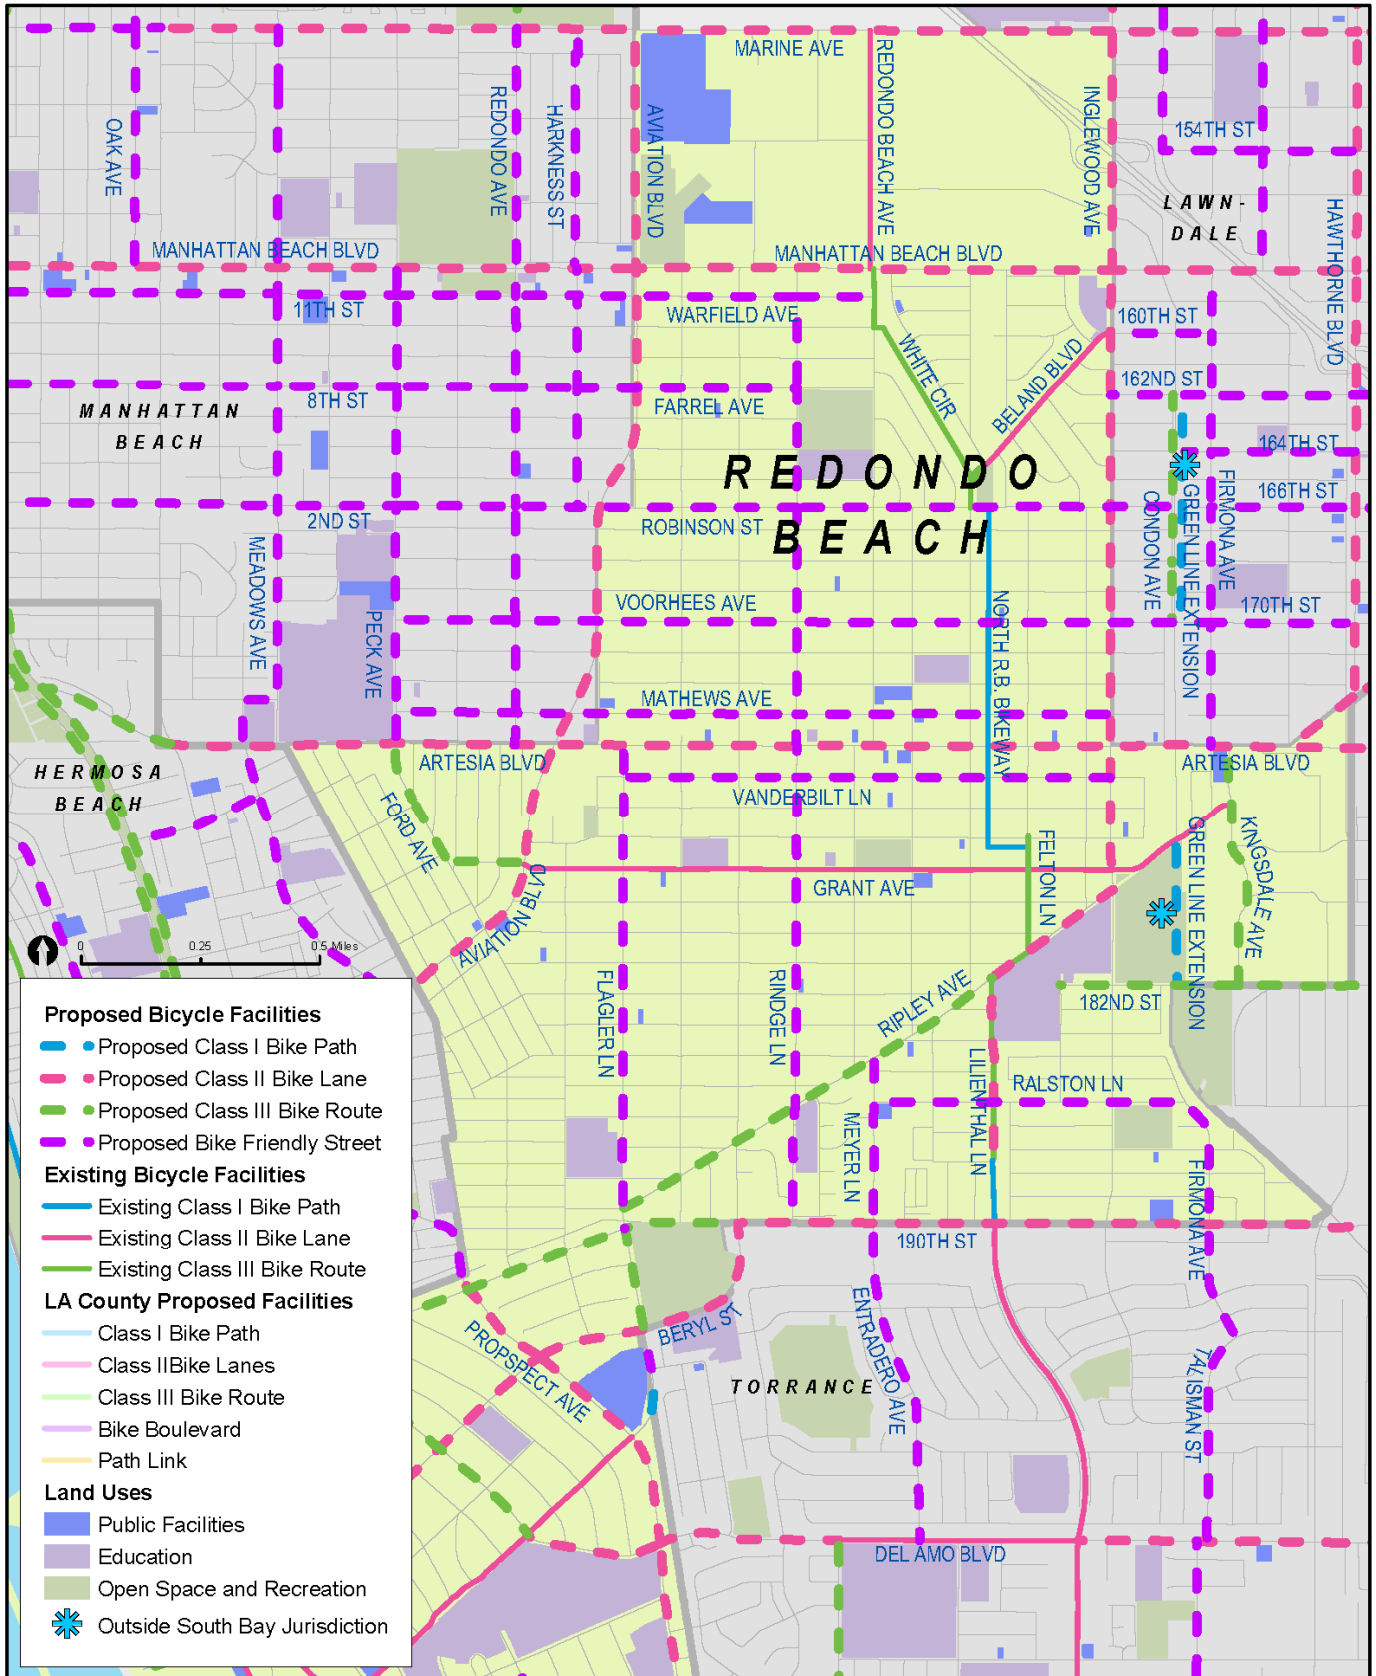 MARINE AVE
REDONDO BEACH AVE
INGLEWOOD AVE
154TH ST
OAK AVE
REDONDO AVE
HARKNESS ST
AVIATION BLVD
LAWN-
DALE
HAWTHORNE BLVD
MANHATTAN BEACH BLVD
MANHATTAN BEACH BLVD
11TH ST
WARFIELD AVE
160TH ST
WHITE CIR
BELAND BLVD
162ND ST
8TH ST
FARREL AVE
MANHATTAN
BEACH
164TH ST
REDONDO
BEACH
166TH ST
2ND ST
ROBINSON ST
CONDON AVE
GREEN LINE EXTENSION
FIRMONA AVE
MEADOWS AVE
PECK AVE
VOORHEES AVE
NORTH R.B. BIKEWAY
170TH ST
MATHEWS AVE
ARTESIA BLVD
ARTESIA BLVD
HERMOSA
BEACH
VANDERBILT LN
FORD AVE
FELTON LN
GREEN LINE EXTENSION
KINGSDALE AVE
GRANT AVE
AVIATION BLVD
0 0.25 0.5 Miles
FLAGLER LN
RINDGE LN
RIPLEY AVE
182ND ST
LILIENTHAL LN
RALSTON LN
MEYER LN
FIRMONA AVE
190TH ST
ENTRADERO AVE
BERYL ST
PROPSPECT AVE
TORRANCE
TALISMAN ST
DEL AMO BLVD
Proposed Bicycle Facilities
Proposed Class I Bike Path
Proposed Class II Bike Lane
Proposed Class III Bike Route
Proposed Bike Friendly Street
Existing Bicycle Facilities
Existing Class I Bike Path
Existing Class II Bike Lane
Existing Class III Bike Route
LA County Proposed Facilities
Class I Bike Path
Class IIBike Lanes
Class III Bike Route
Bike Boulevard
Path Link
Land Uses
Public Facilities
Education
Open Space and Recreation
Outside South Bay Jurisdiction